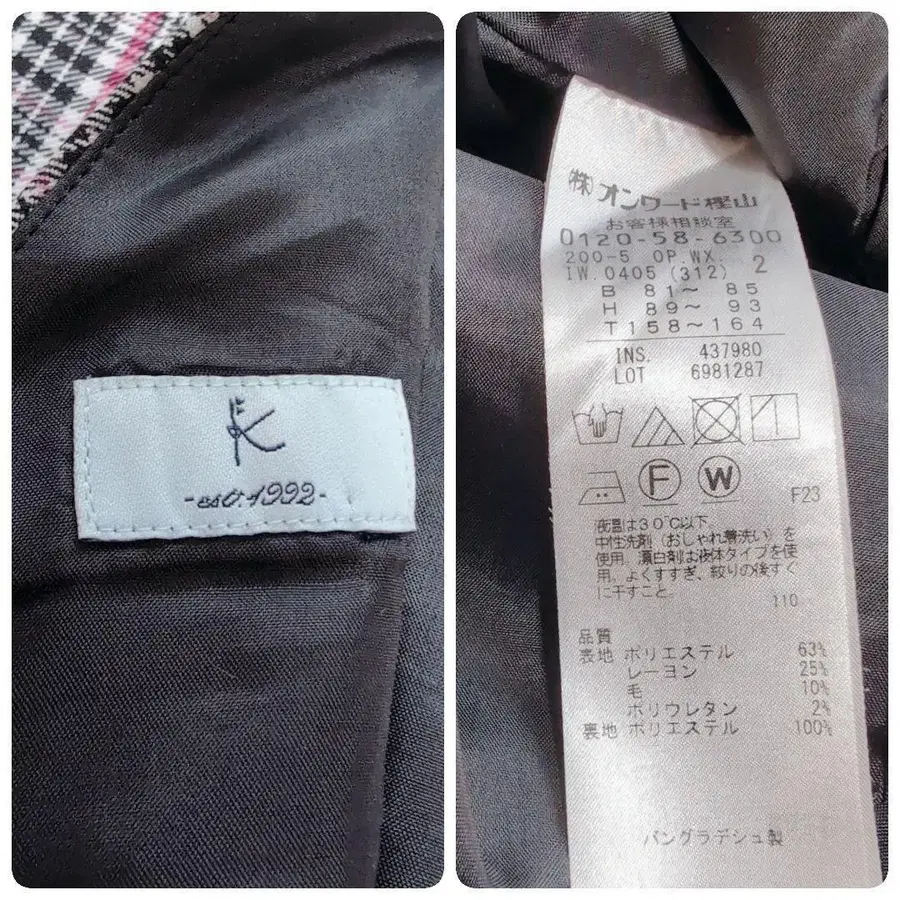 K
-est.1992-
(株)オンワード樫山
お客様相談室
0120-58-6300
200-5 OP.WX.
IW.0405(312) 2
B 81～85
H 89～93
T158～164
INS. 437980
LOT 6981287
F W
F23
液温は30℃以下、
中性洗剤(おしゃれ着洗い)を
使用。漂白剤は液体タイプを使
用。よくすすぎ、絞りの後すぐ
に干すこと。
110
品質
表地 ポリエステル 63%
レーヨン 25%
毛 10%
ポリウレタン 2%
裏地 ポリエステル 100%
バングラデシュ製